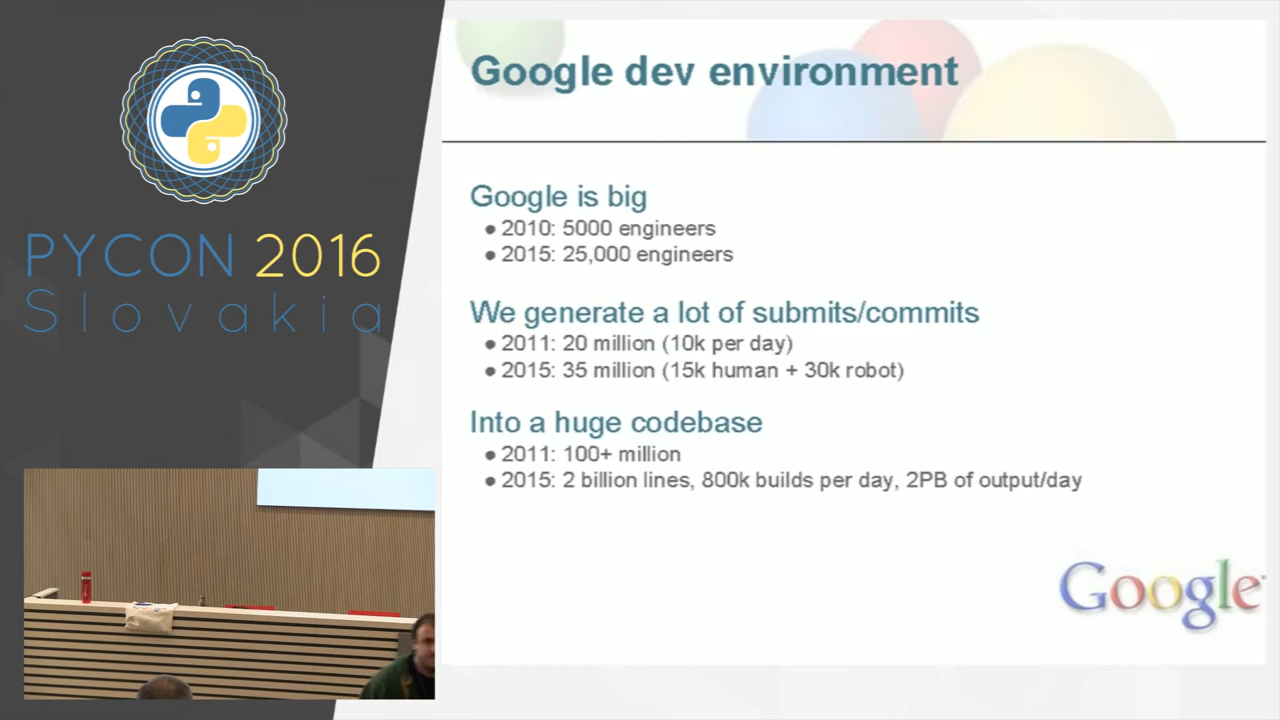 PYCON 2016
Slovakia
Google dev environment
Google is big
● 2010: 5000 engineers
● 2015: 25,000 engineers
We generate a lot of submits/commits
● 2011: 20 million (10k per day)
● 2015: 35 million (15k human + 30k robot)
Into a huge codebase
● 2011: 100+ million
● 2015: 2 billion lines, 800k builds per day, 2PB of output/day
Google